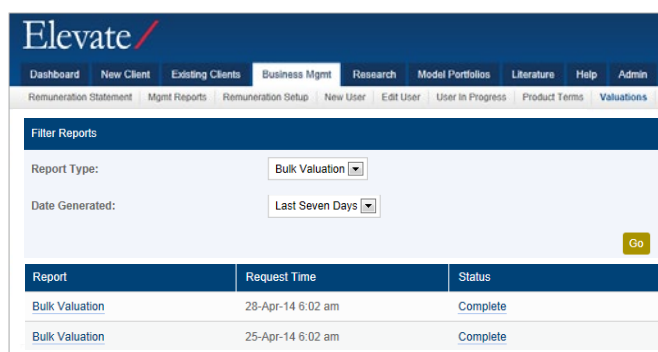 Elevate
Dashboard New Client Existing Clients Business Mgmt Research Model Portfolios Literature Help Admin
Remuneration Statement Mgmt Reports Remuneration Setup New User Edit User User In Progress Product Terms Valuations
Filter Reports
Report Type: Bulk Valuation
Date Generated: Last Seven Days
Go
Report Request Time Status
Bulk Valuation 28-Apr-14 6:02 am Complete
Bulk Valuation 25-Apr-14 6:02 am Complete